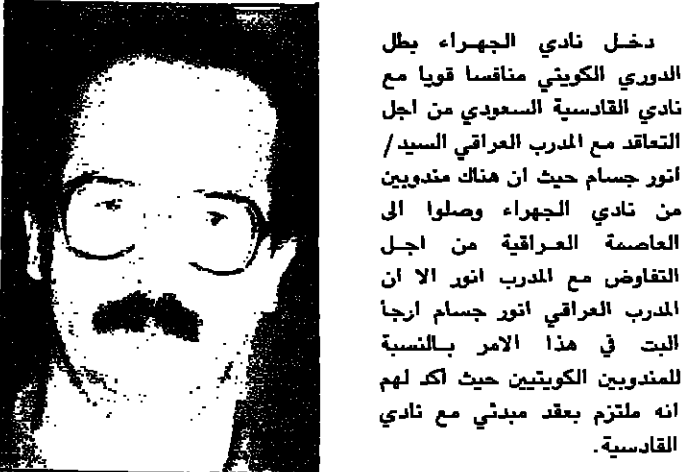 دخل نادي الجهراء بطل
الدوري الكويتي منافسا قويا مع
نادي القادسية السعودي من اجل
التعاقد مع المدرب العراقي السيد/
انور جسام حيث ان هناك مندوبين
من نادي الجهراء وصلوا الى
العاصمة العراقية من اجل
التفاوض مع المدرب انور الا ان
المدرب العراقي انور جسام ارجأ
البت في هذا الامر بالنسبة
للمندوبين الكويتيين حيث اكد لهم
انه ملتزم بعقد مبدئي مع نادي
القادسية.